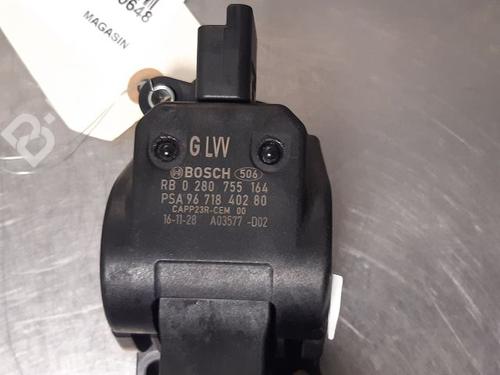 0648
MAGASIN
G LVV
BOSCH 506
RB 0 280 755 164
PSA 96 718 402 80
CAPP23R-CEM 00
16-11-28 A03577 -D02